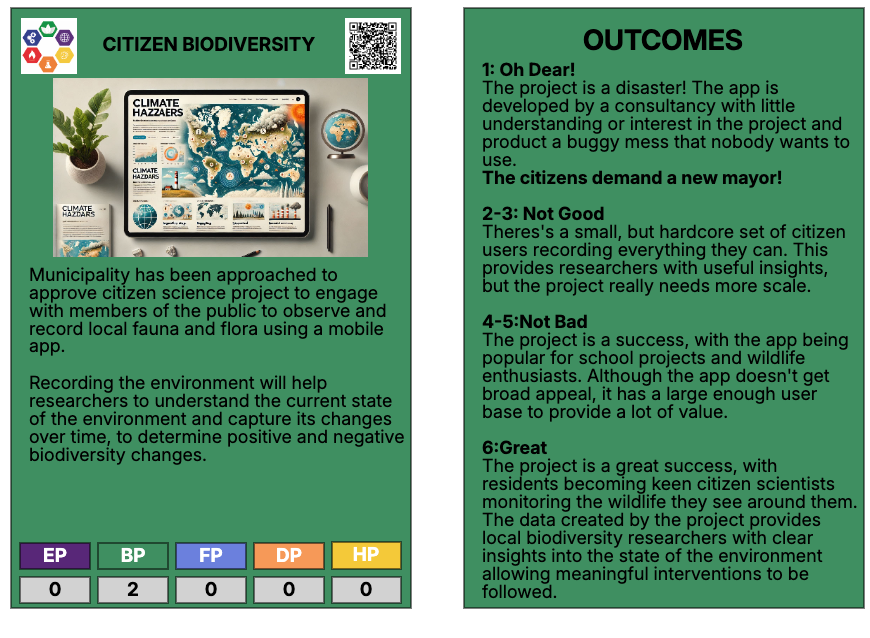 CITIZEN BIODIVERSITY
CLIMATE
HAZZAERS
CLIMATE
HAZDARS
CLIMATE
HAZDARS
Municipality has been approached to
approve citizen science project to engage
with members of the public to observe and
record local fauna and flora using a mobile
app.
Recording the environment will help
researchers to understand the current state
of the environment and capture its changes
over time, to determine positive and negative
biodiversity changes.
EP BP FP DP HP
0 2 0 0 0
OUTCOMES
1: Oh Dear!
The project is a disaster! The app is
developed by a consultancy with little
understanding or interest in the project and
product a buggy mess that nobody wants to
use.
The citizens demand a new mayor!
2-3: Not Good
Theres's a small, but hardcore set of citizen
users recording everything they can. This
provides researchers with useful insights,
but the project really needs more scale.
4-5:Not Bad
The project is a success, with the app being
popular for school projects and wildlife
enthusiasts. Although the app doesn't get
broad appeal, it has a large enough user
base to provide a lot of value.
6:Great
The project is a great success, with
residents becoming keen citizen scientists
monitoring the wildlife they see around them.
The data created by the project provides
local biodiversity researchers with clear
insights into the state of the environment
allowing meaningful interventions to be
followed.